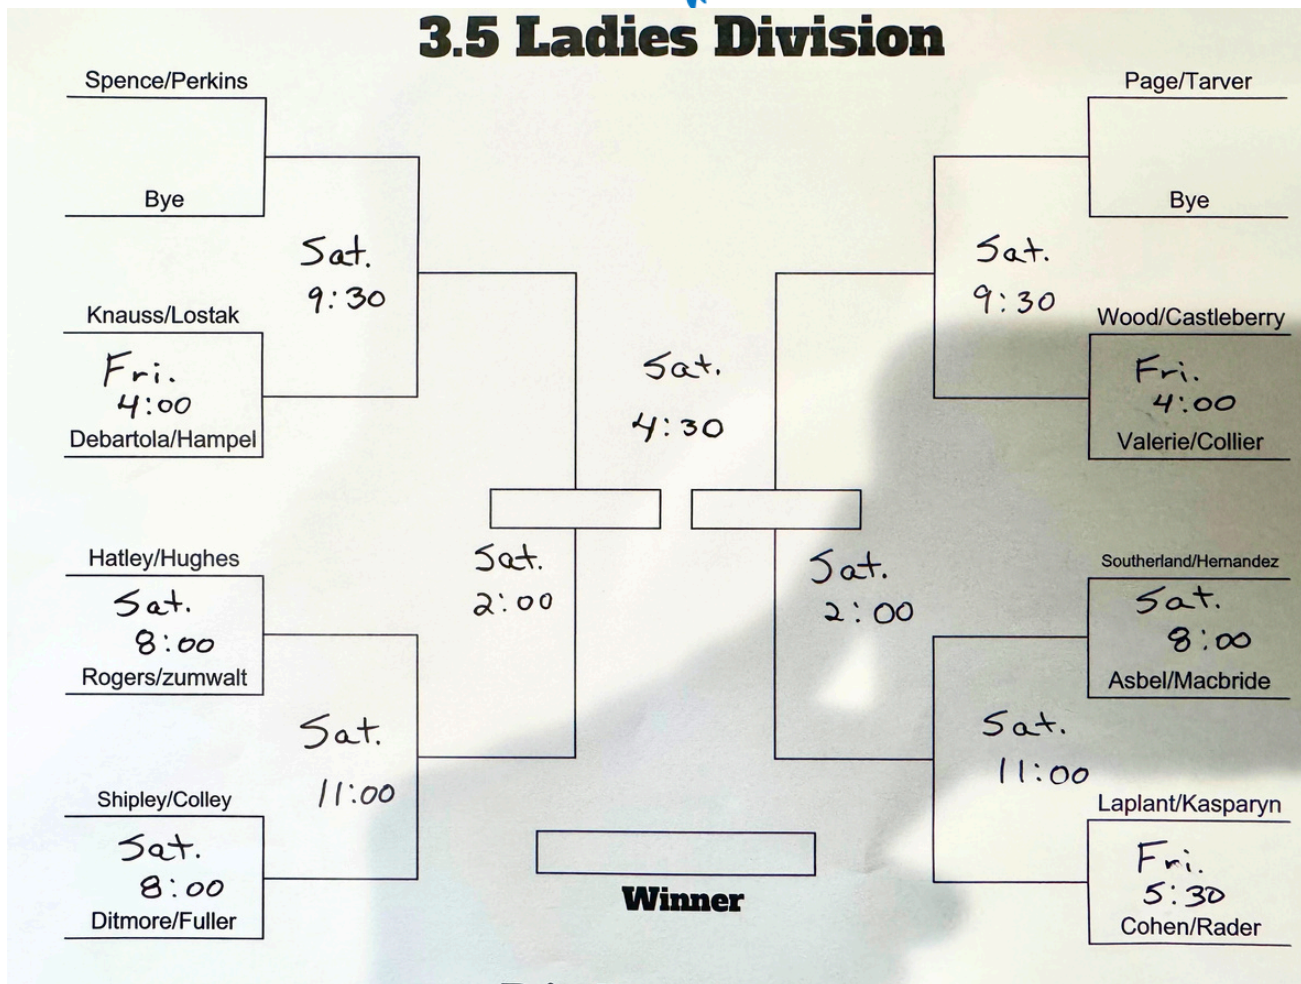 3.5 Ladies Division
Spence/Perkins
Bye
Sat.
9:30
Knauss/Lostak
Fri.
4:00
Debartola/Hampel
Hatley/Hughes
Sat.
8:00
Rogers/zumwalt
Sat.
11:00
Shipley/Colley
Sat.
8:00
Ditmore/Fuller
Sat.
2:00
Sat.
4:30
Winner
Page/Tarver
Bye
Sat.
9:30
Wood/Castleberry
Fri.
4:00
Valerie/Collier
Sat.
2:00
Southerland/Hernandez
Sat.
8:00
Asbel/Macbride
Sat.
11:00
Laplant/Kasparyn
Fri.
5:30
Cohen/Rader